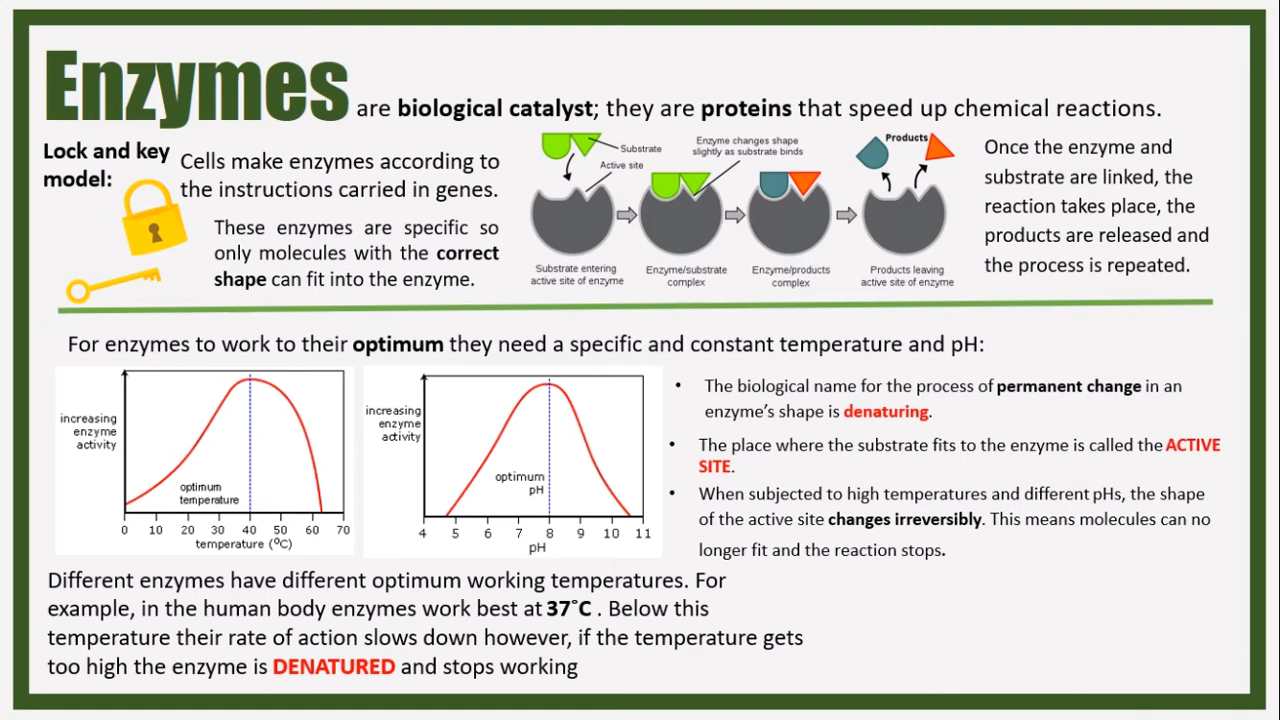 Enzymes are biological catalyst; they are proteins that speed up chemical reactions.
Lock and key
model:
Cells make enzymes according to
the instructions carried in genes.
These enzymes are specific so
only molecules with the correct
shape can fit into the enzyme.
Substrate
Active site
Enzyme changes shape
slightly as substrate binds
Products
Substrate entering
active site of enzyme
Enzyme/substrate
complex
Enzyme/products
complex
Products leaving
active site of enzyme
Once the enzyme and
substrate are linked, the
reaction takes place, the
products are released and
the process is repeated.
For enzymes to work to their optimum they need a specific and constant temperature and pH:
increasing
enzyme
activity
optimum
temperature
0 10 20 30 40 50 60 70
temperature (⁰C)
increasing
enzyme
activity
optimum
pH
4 5 6 7 8 9 10 11
pH
• The biological name for the process of permanent change in an
enzyme’s shape is denaturing.
• The place where the substrate fits to the enzyme is called the ACTIVE
SITE.
• When subjected to high temperatures and different pHs, the shape
of the active site changes irreversibly. This means molecules can no
longer fit and the reaction stops.
Different enzymes have different optimum working temperatures. For
example, in the human body enzymes work best at 37˚C . Below this
temperature their rate of action slows down however, if the temperature gets
too high the enzyme is DENATURED and stops working